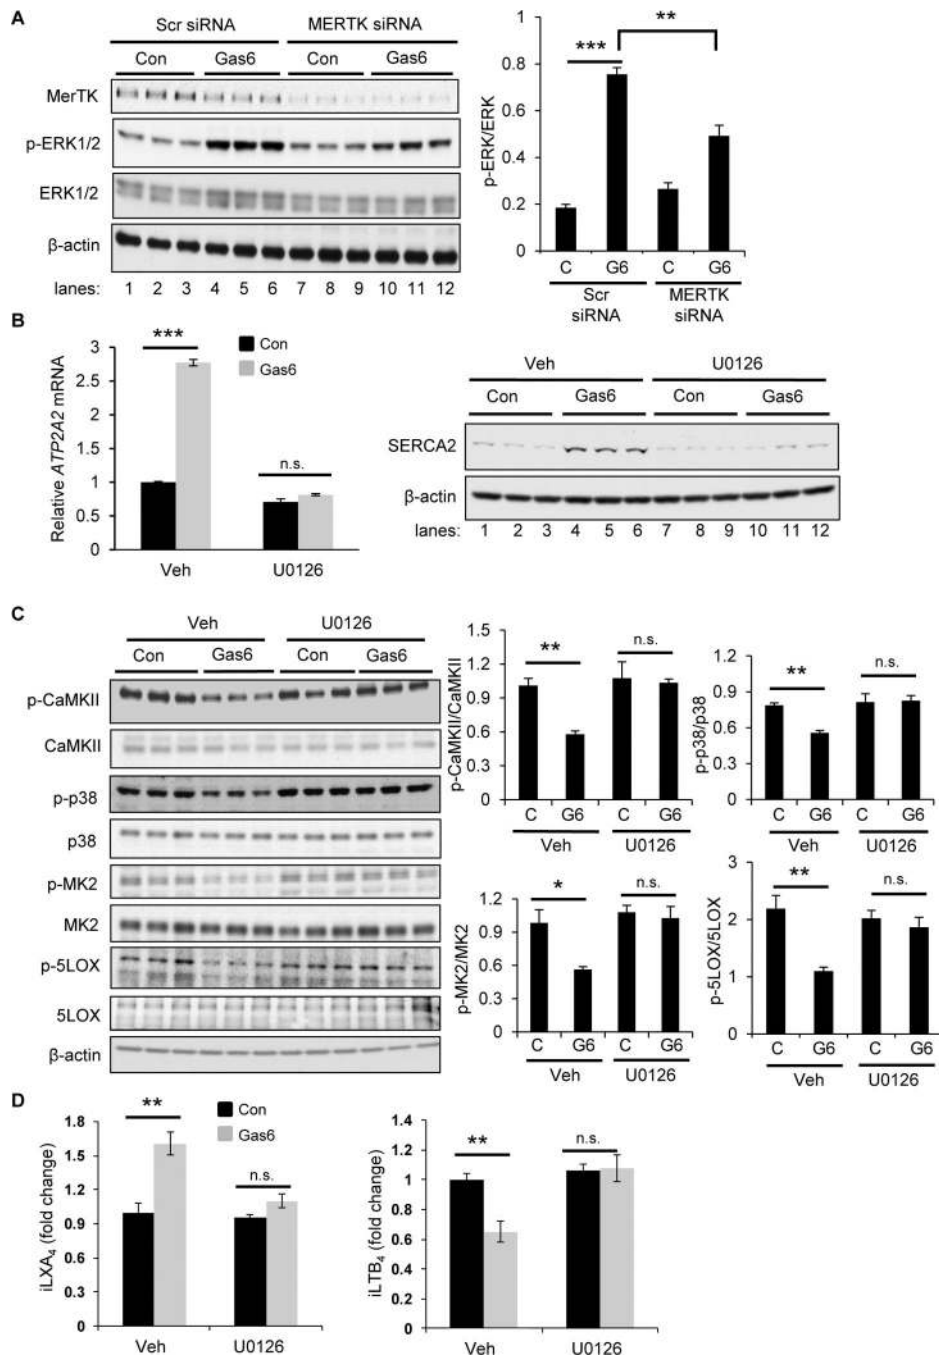 A
Scr siRNA MERTK siRNA
Con Gas6 Con Gas6
MerTK
p-ERK1/2
ERK1/2
β-actin
lanes: 1 2 3 4 5 6 7 8 9 10 11 12
p-ERK/ERK
1
0.8
0.6
0.4
0.2
0
***
**
C G6 C G6
Scr siRNA
MERTK siRNA
B
Relative ATP2A2 mRNA
3
2.5
2
1.5
1
0.5
0
***
n.s.
Con
Gas6
Veh U0126
Veh U0126
Con Gas6 Con Gas6
SERCA2
β-actin
lanes: 1 2 3 4 5 6 7 8 9 10 11 12
C
Veh U0126
Con Gas6 Con Gas6
p-CaMKII
CaMKII
p-p38
p38
p-MK2
MK2
p-5LOX
5LOX
β-actin
p-CaMKII/CaMKII
1.5
1.2
0.9
0.6
0.3
0
**
n.s.
C G6 C G6
Veh U0126
p-p38/p38
1.2
0.9
0.6
0.3
0
**
n.s.
C G6 C G6
Veh U0126
p-MK2/MK2
1.2
0.9
0.6
0.3
0
*
n.s.
C G6 C G6
Veh U0126
p-5LOX/5LOX
3
2
1
0
**
n.s.
C G6 C G6
Veh U0126
D
iLXA4 (fold change)
1.8
1.5
1.2
0.9
0.6
0.3
0
**
n.s.
Con
Gas6
Veh U0126
iLTB4 (fold change)
1.4
1.2
1
0.8
0.6
0.4
0.2
0
**
n.s.
Veh U0126